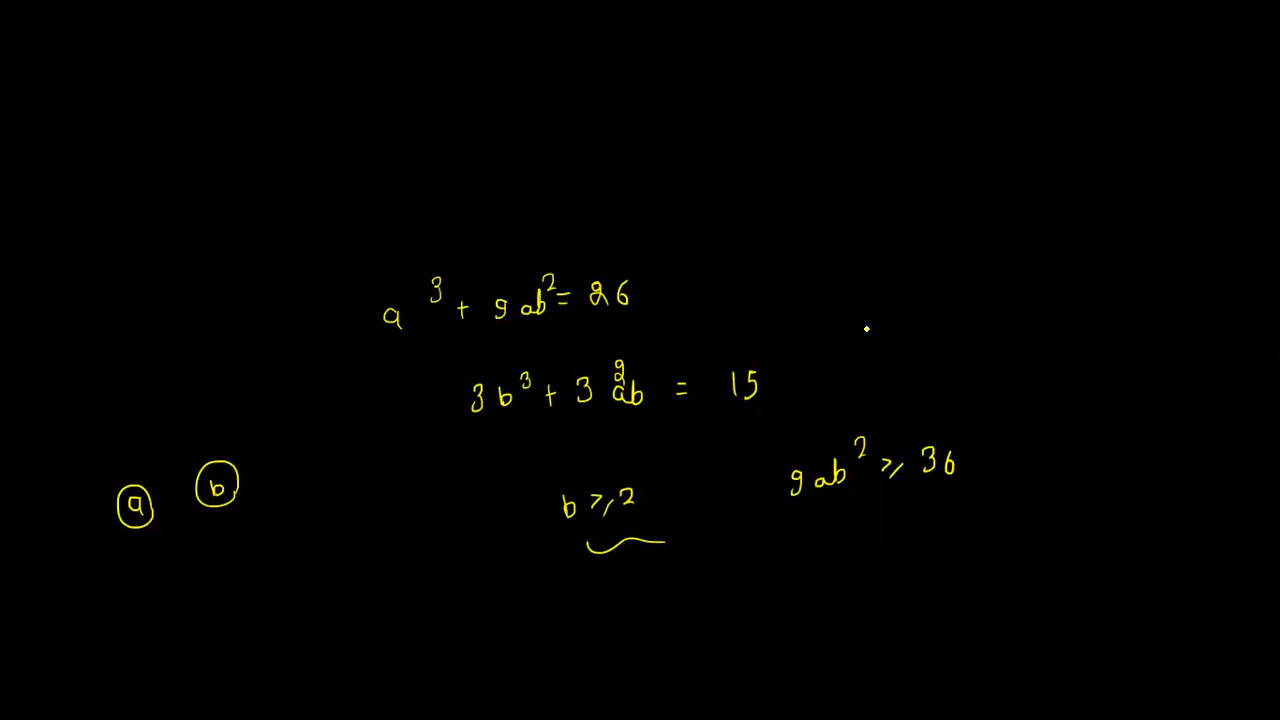 a³ + 9ab² = 26
3b³ + 3a²b = 15
9ab² ≥ 36
a b b ≥ 2